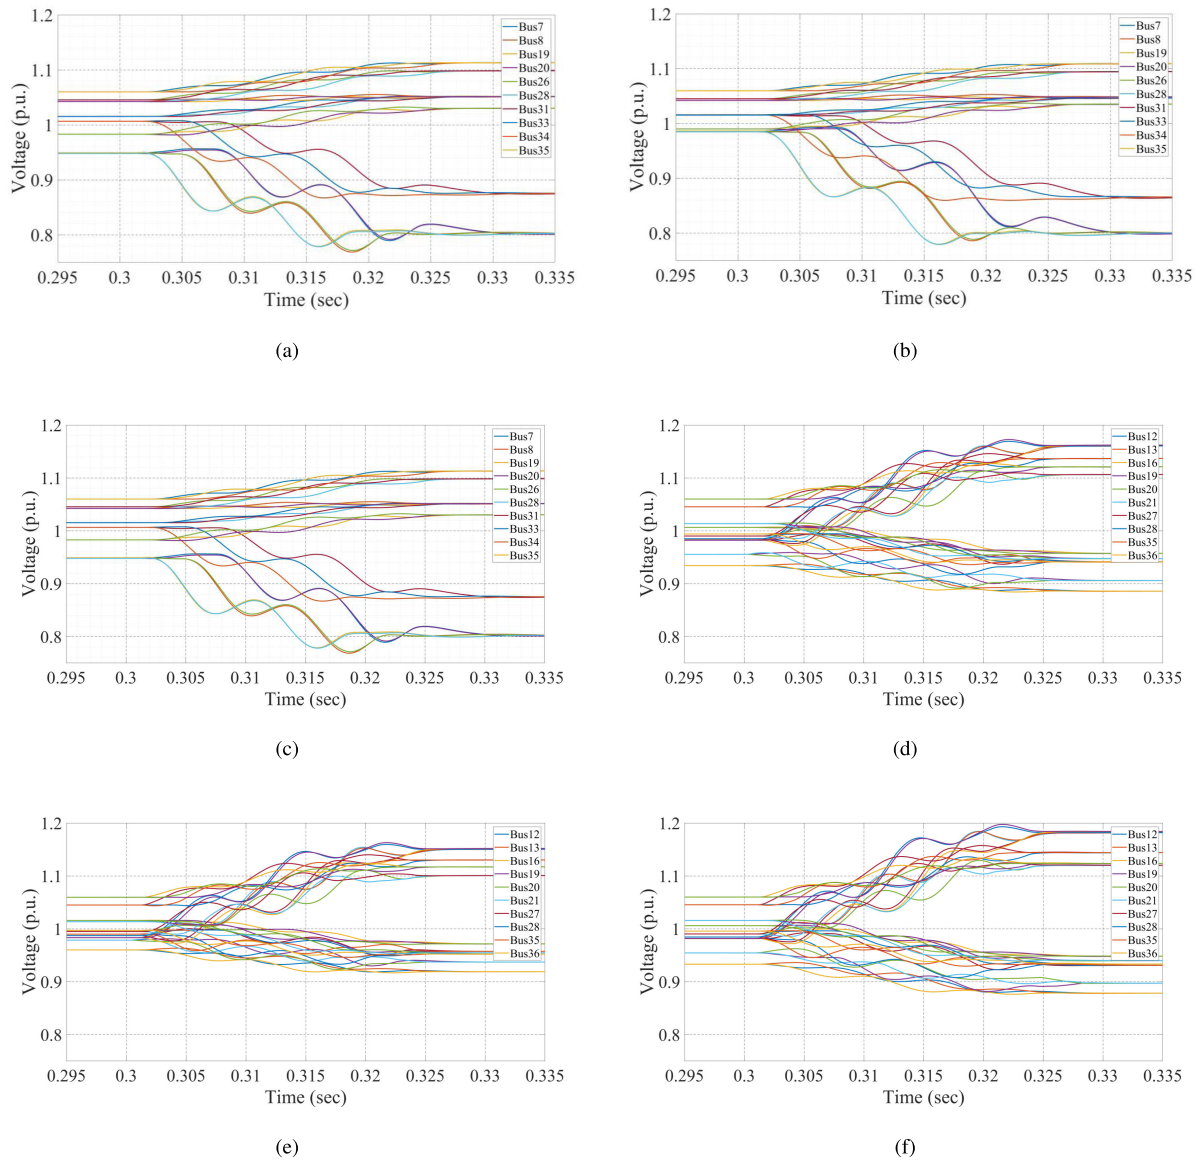 1.2
1.1
1
0.9
0.8
Voltage (p.u.)
0.295 0.3 0.305 0.31 0.315 0.32 0.325 0.33 0.335
Time (sec)
Bus7
Bus8
Bus19
Bus20
Bus26
Bus28
Bus31
Bus33
Bus34
Bus35
(a)
1.2
1.1
1
0.9
0.8
Voltage (p.u.)
0.295 0.3 0.305 0.31 0.315 0.32 0.325 0.33 0.335
Time (sec)
Bus7
Bus8
Bus19
Bus20
Bus26
Bus28
Bus31
Bus33
Bus34
Bus35
(b)
1.2
1.1
1
0.9
0.8
Voltage (p.u.)
0.295 0.3 0.305 0.31 0.315 0.32 0.325 0.33 0.335
Time (sec)
Bus7
Bus8
Bus19
Bus20
Bus26
Bus28
Bus31
Bus33
Bus34
Bus35
(c)
1.2
1.1
1
0.9
0.8
Voltage (p.u.)
0.295 0.3 0.305 0.31 0.315 0.32 0.325 0.33 0.335
Time (sec)
Bus12
Bus13
Bus16
Bus19
Bus20
Bus21
Bus27
Bus28
Bus35
Bus36
(d)
1.2
1.1
1
0.9
0.8
Voltage (p.u.)
0.295 0.3 0.305 0.31 0.315 0.32 0.325 0.33 0.335
Time (sec)
Bus12
Bus13
Bus16
Bus19
Bus20
Bus21
Bus27
Bus28
Bus35
Bus36
(e)
1.2
1.1
1
0.9
0.8
Voltage (p.u.)
0.295 0.3 0.305 0.31 0.315 0.32 0.325 0.33 0.335
Time (sec)
Bus12
Bus13
Bus16
Bus19
Bus20
Bus21
Bus27
Bus28
Bus35
Bus36
(f)